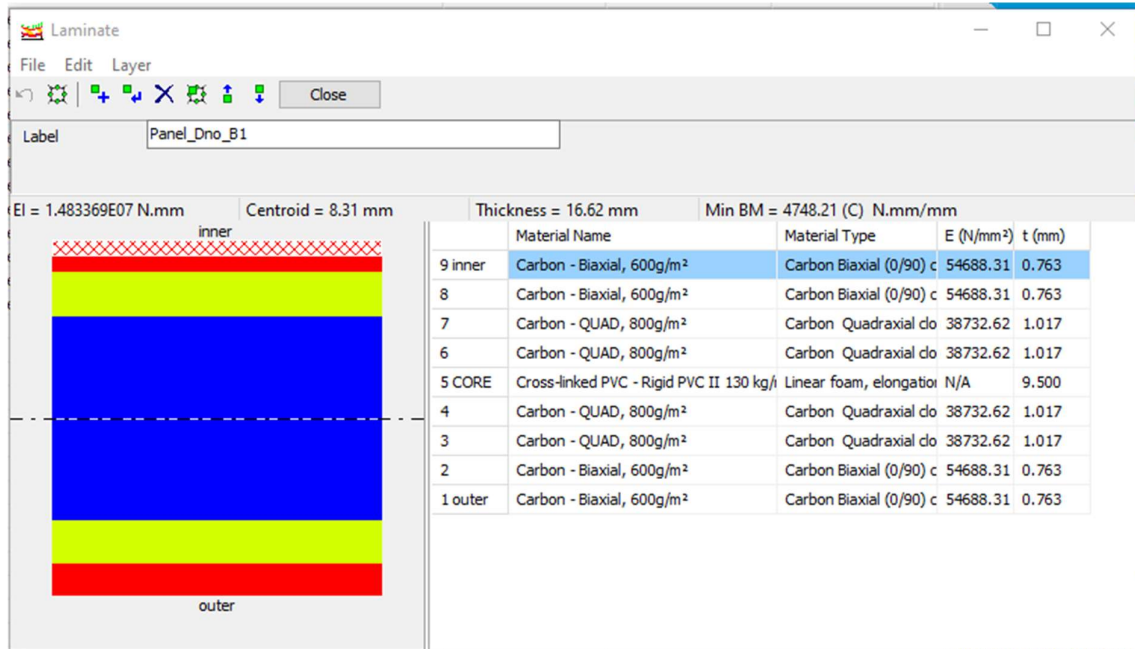 Laminate
File Edit Layer
Close
Label Panel_Dno_B1
EI = 1.483369E07 N.mm Centroid = 8.31 mm Thickness = 16.62 mm Min BM = 4748.21 (C) N.mm/mm
inner
outer
Material Name Material Type E (N/mm²) t (mm)
9 inner Carbon - Biaxial, 600g/m² Carbon Biaxial (0/90) c 54688.31 0.763
8 Carbon - Biaxial, 600g/m² Carbon Biaxial (0/90) c 54688.31 0.763
7 Carbon - QUAD, 800g/m² Carbon Quadraxial clo 38732.62 1.017
6 Carbon - QUAD, 800g/m² Carbon Quadraxial clo 38732.62 1.017
5 CORE Cross-linked PVC - Rigid PVC II 130 kg/ Linear foam, elongation N/A 9.500
4 Carbon - QUAD, 800g/m² Carbon Quadraxial clo 38732.62 1.017
3 Carbon - QUAD, 800g/m² Carbon Quadraxial clo 38732.62 1.017
2 Carbon - Biaxial, 600g/m² Carbon Biaxial (0/90) c 54688.31 0.763
1 outer Carbon - Biaxial, 600g/m² Carbon Biaxial (0/90) c 54688.31 0.763